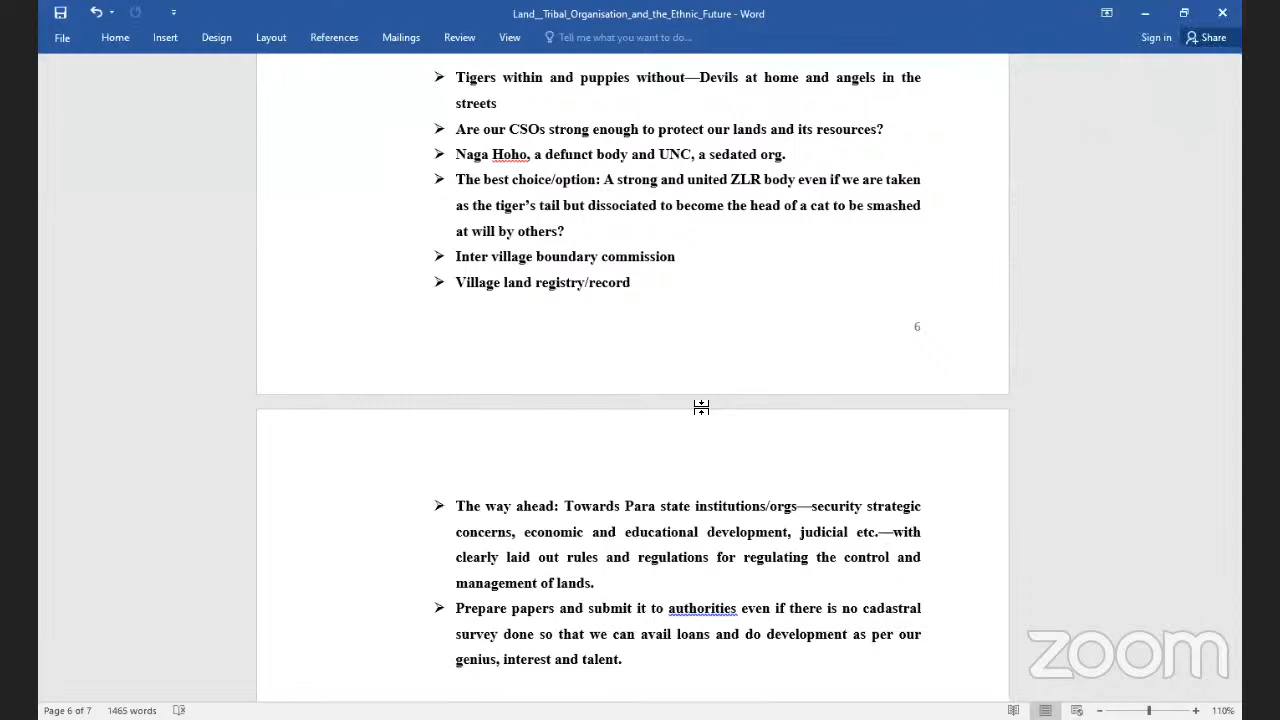 Land__Tribal_Organisation_and_the_Ethnic_Future - Word
File Home Insert Design Layout References Mailings Review View Tell me what you want to do... Sign in Share
➢ Tigers within and puppies without—Devils at home and angels in the
streets
➢ Are our CSOs strong enough to protect our lands and its resources?
➢ Naga Hoho, a defunct body and UNC, a sedated org.
➢ The best choice/option: A strong and united ZLR body even if we are taken
as the tiger’s tail but dissociated to become the head of a cat to be smashed
at will by others?
➢ Inter village boundary commission
➢ Village land registry/record
6
➢ The way ahead: Towards Para state institutions/orgs—security strategic
concerns, economic and educational development, judicial etc.—with
clearly laid out rules and regulations for regulating the control and
management of lands.
➢ Prepare papers and submit it to authorities even if there is no cadastral
survey done so that we can avail loans and do development as per our
genius, interest and talent.
zoom
Page 6 of 7 1465 words 110%